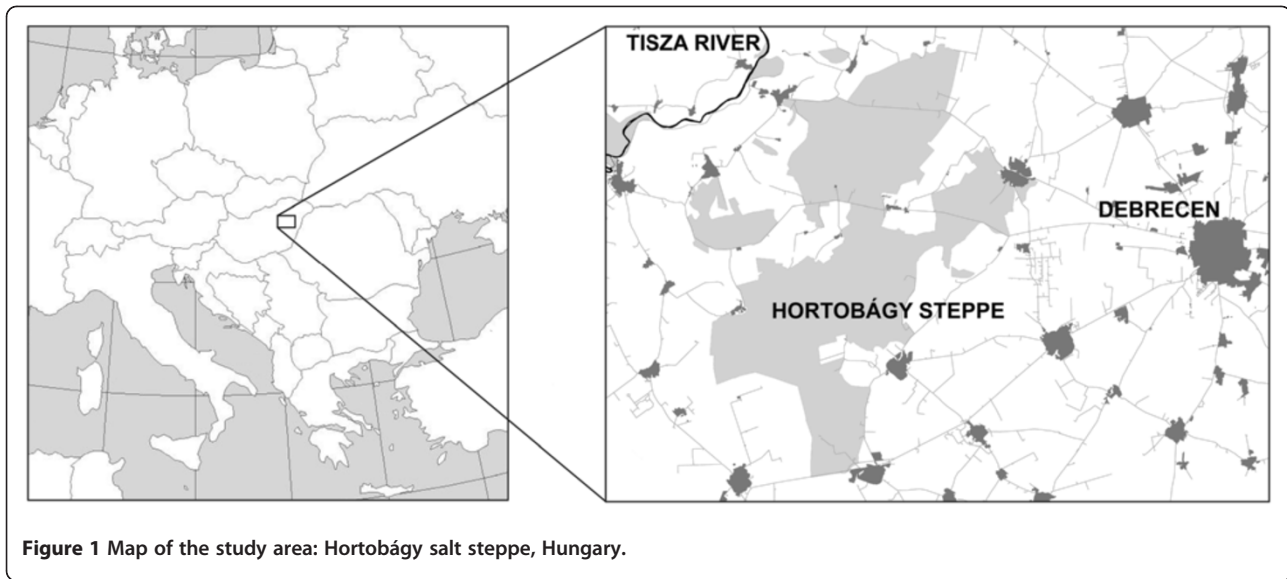 TISZA RIVER
DEBRECEN
HORTOBÁGY STEPPE
Figure 1 Map of the study area: Hortobágy salt steppe, Hungary.